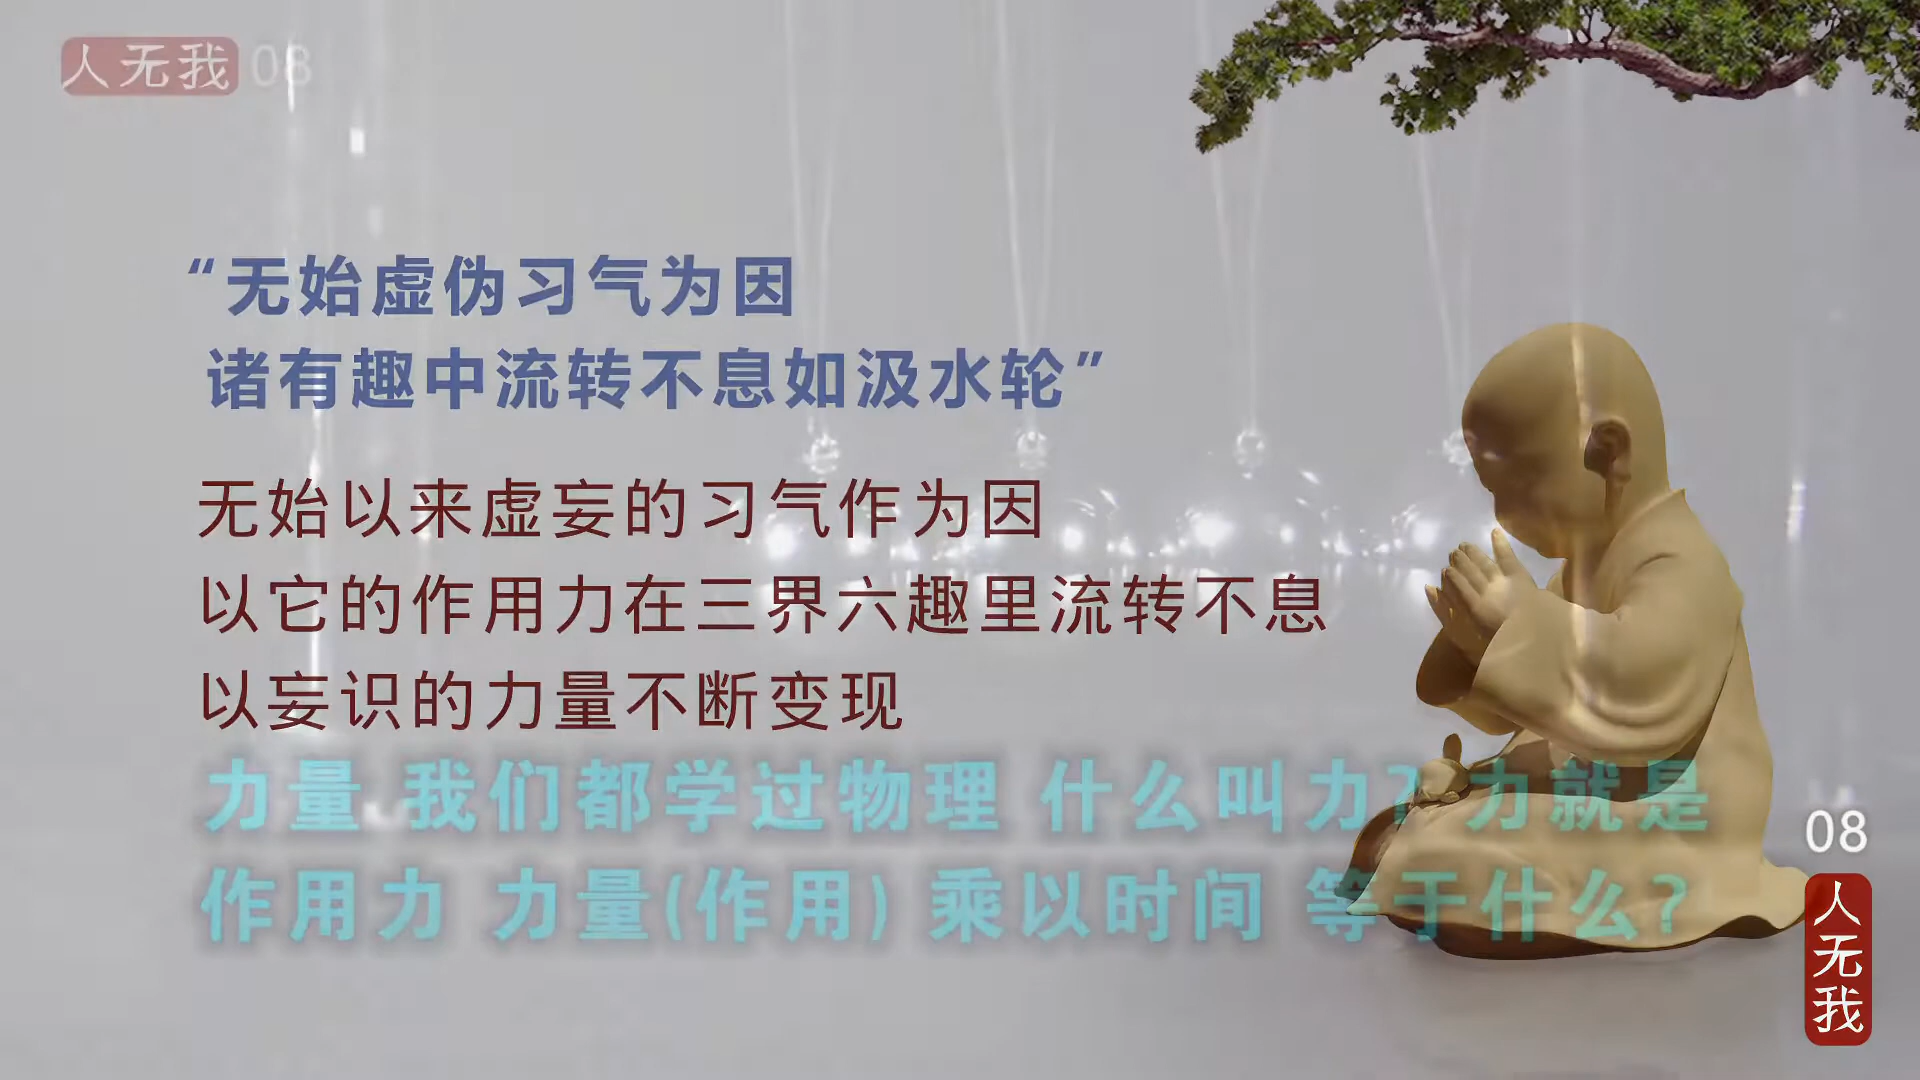 人无我 08
“无始虚伪习气为因
诸有趣中流转不息如汲水轮”
无始以来虚妄的习气作为因
以它的作用力在三界六趣里流转不息
以妄识的力量不断变现
力量 我们都学过物理 什么叫力？力就是
作用力 力量(作用) 乘以时间 等于什么？
08
人无我